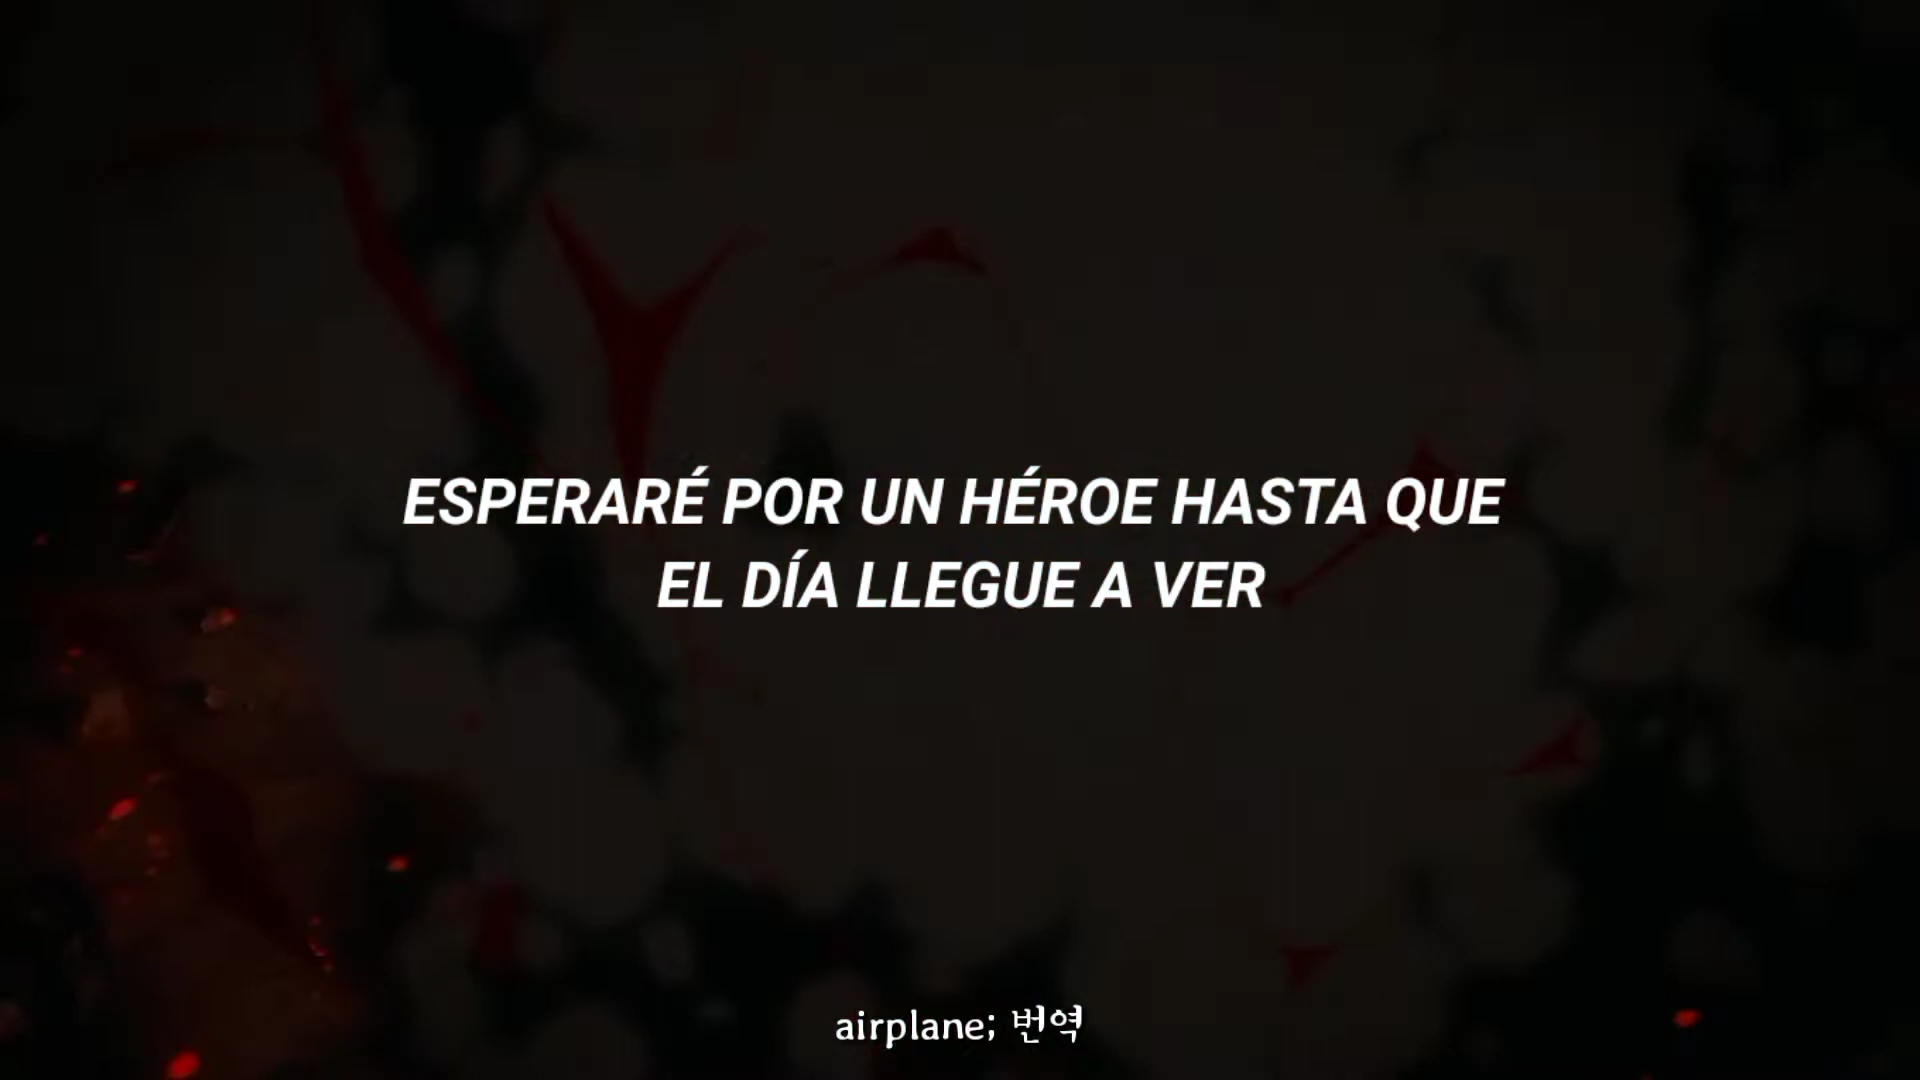 ESPERARÉ POR UN HÉROE HASTA QUE
EL DÍA LLEGUE A VER
airplane; 번역